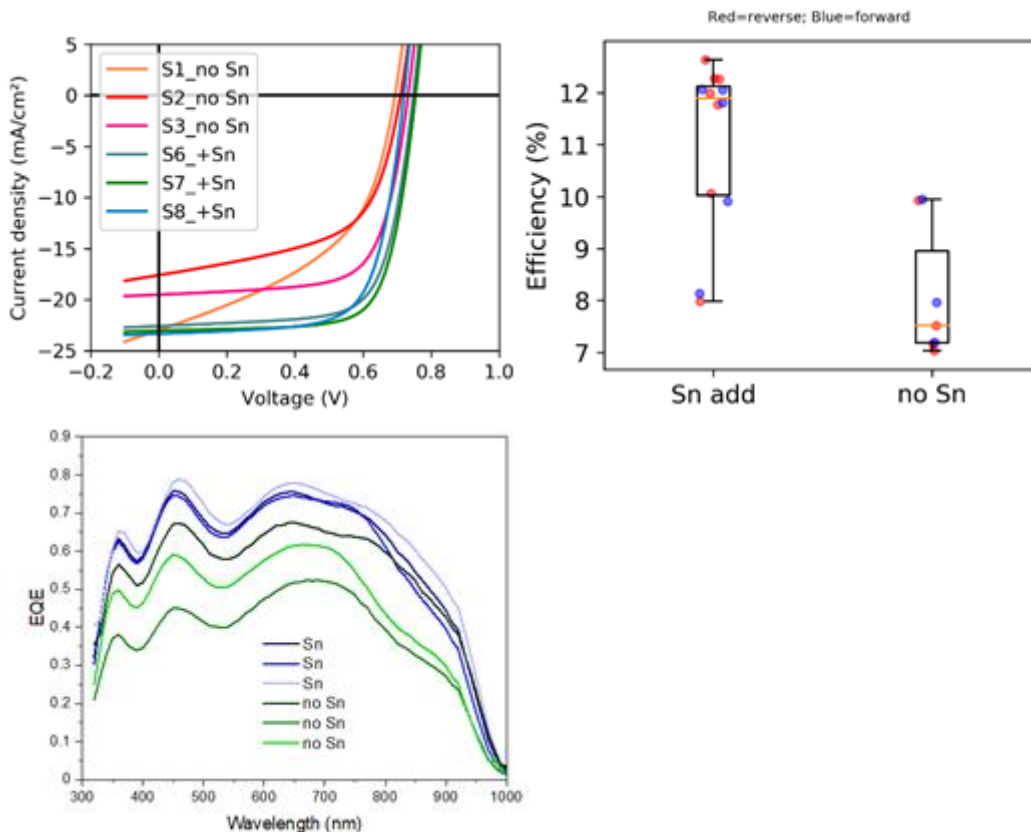 Red=reverse; Blue=forward
5
0
−5
−10
−15
−20
−25
Current density (mA/cm²)
S1_no Sn
S2_no Sn
S3_no Sn
S6_+Sn
S7_+Sn
S8_+Sn
−0.2
0.0
0.2
0.4
0.6
0.8
1.0
Voltage (V)
12
11
10
9
8
7
Efficiency (%)
Sn add
no Sn
0.9
0.8
0.7
0.6
0.5
0.4
0.3
0.2
0.1
0
EQE
Sn
Sn
Sn
no Sn
no Sn
no Sn
300
400
500
600
700
800
900
1000
Wavelength (nm)